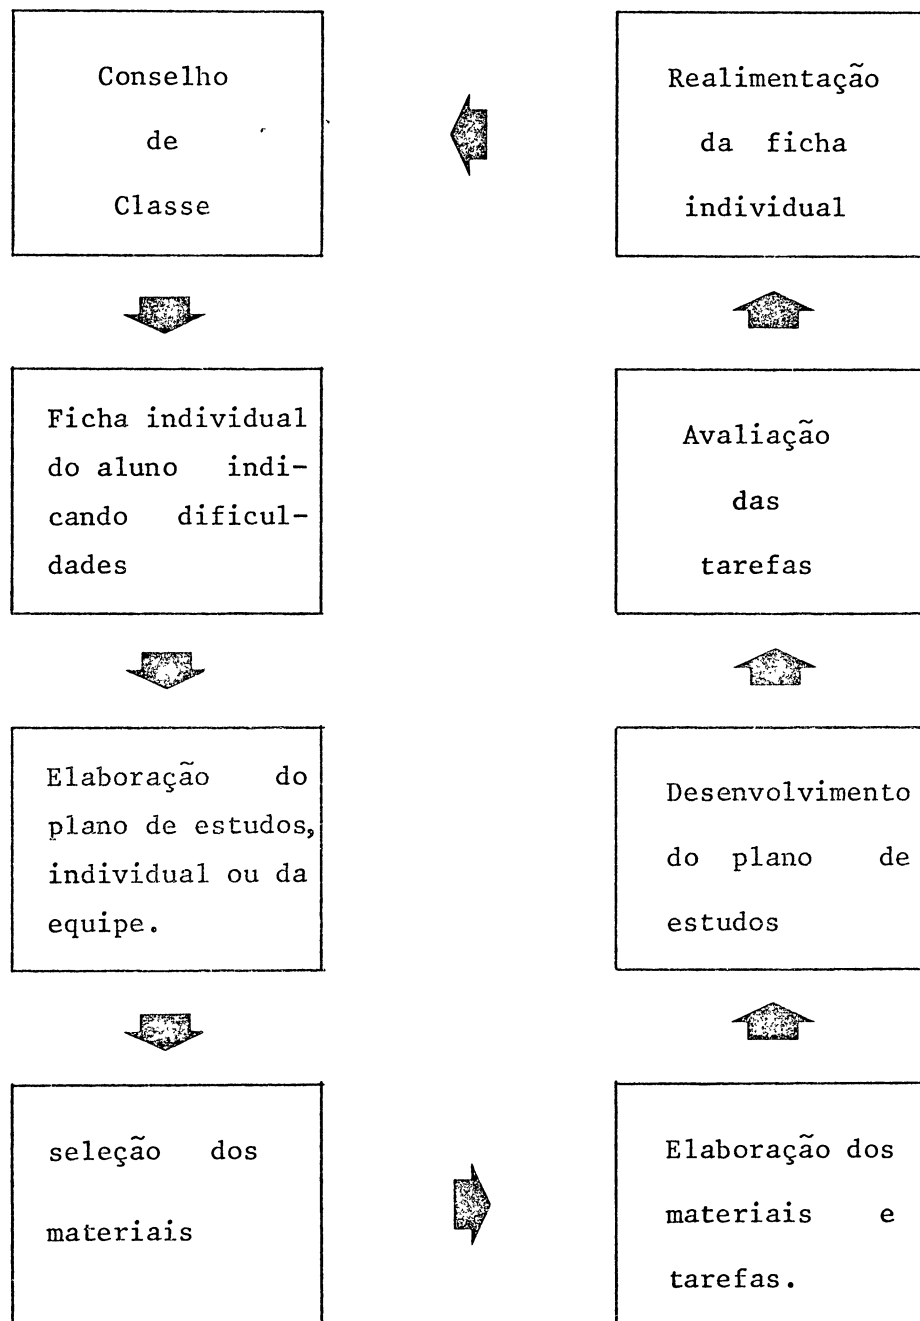 Conselho
de
Classe
Ficha individual
do aluno indi-
cando dificul-
dades
Elaboração do
plano de estudos,
individual ou da
equipe.
seleção dos
materiais
Elaboração dos
materiais e
tarefas.
Desenvolvimento
do plano de
estudos
Avaliação
das
tarefas
Realimentação
da ficha
individual